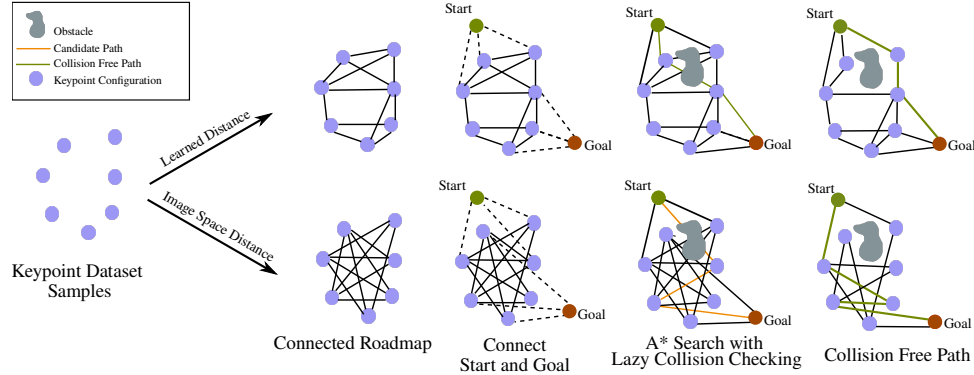 Obstacle
Candidate Path
Collision Free Path
Keypoint Configuration
Keypoint Dataset
Samples
Learned Distance
Image Space Distance
Start
Goal
Start
Goal
Start
Goal
Start
Goal
Start
Goal
Start
Goal
Connected Roadmap
Connect
Start and Goal
A* Search with
Lazy Collision Checking
Collision Free Path